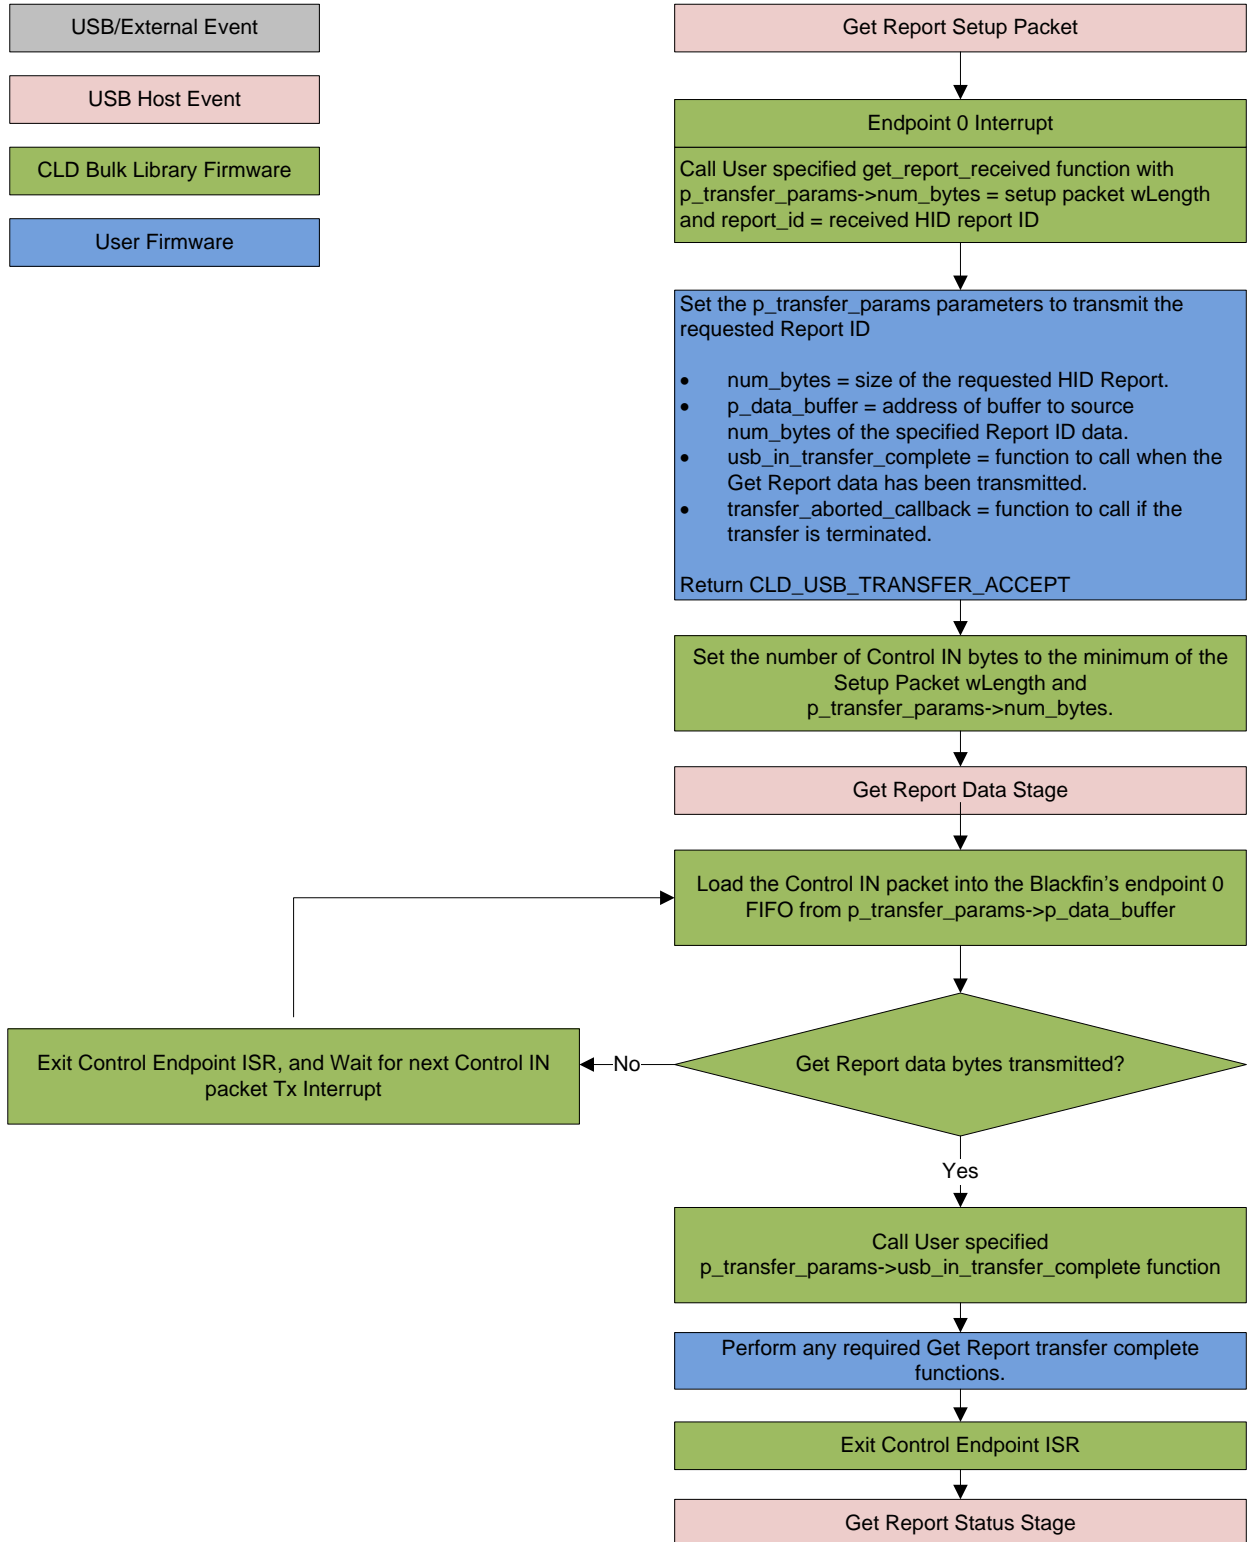 USB/External Event
USB Host Event
CLD Bulk Library Firmware
User Firmware
Get Report Setup Packet
Endpoint 0 Interrupt
Call User specified get_report_received function with
p_transfer_params->num_bytes = setup packet wLength
and report_id = received HID report ID
Set the p_transfer_params parameters to transmit the
requested Report ID
• num_bytes = size of the requested HID Report.
• p_data_buffer = address of buffer to source
num_bytes of the specified Report ID data.
• usb_in_transfer_complete = function to call when the
Get Report data has been transmitted.
• transfer_aborted_callback = function to call if the
transfer is terminated.
Return CLD_USB_TRANSFER_ACCEPT
Set the number of Control IN bytes to the minimum of the
Setup Packet wLength and
p_transfer_params->num_bytes.
Get Report Data Stage
Load the Control IN packet into the Blackfin’s endpoint 0
FIFO from p_transfer_params->p_data_buffer
Get Report data bytes transmitted?
No
Exit Control Endpoint ISR, and Wait for next Control IN
packet Tx Interrupt
Yes
Call User specified
p_transfer_params->usb_in_transfer_complete function
Perform any required Get Report transfer complete
functions.
Exit Control Endpoint ISR
Get Report Status Stage